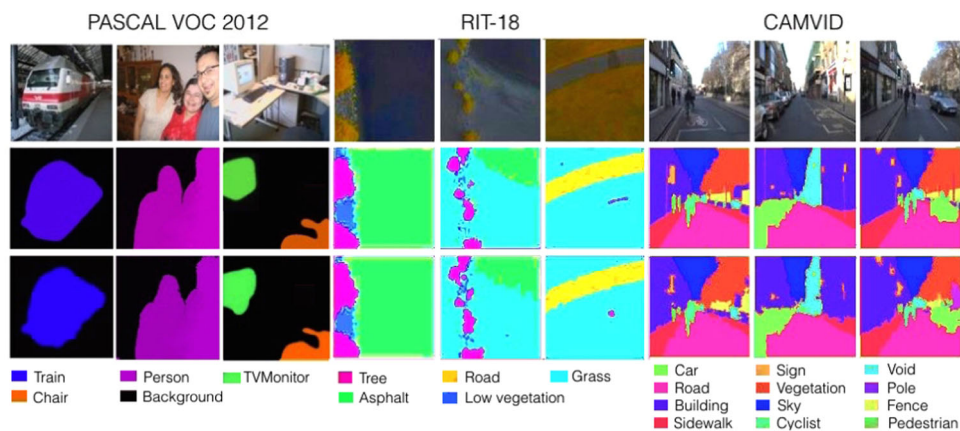 PASCAL VOC 2012 RIT-18 CAMVID
Train Person TVMonitor
Chair Background
Tree Road Grass
Asphalt Low vegetation
Car Sign Void
Road Vegetation Pole
Building Sky Fence
Sidewalk Cyclist Pedestrian